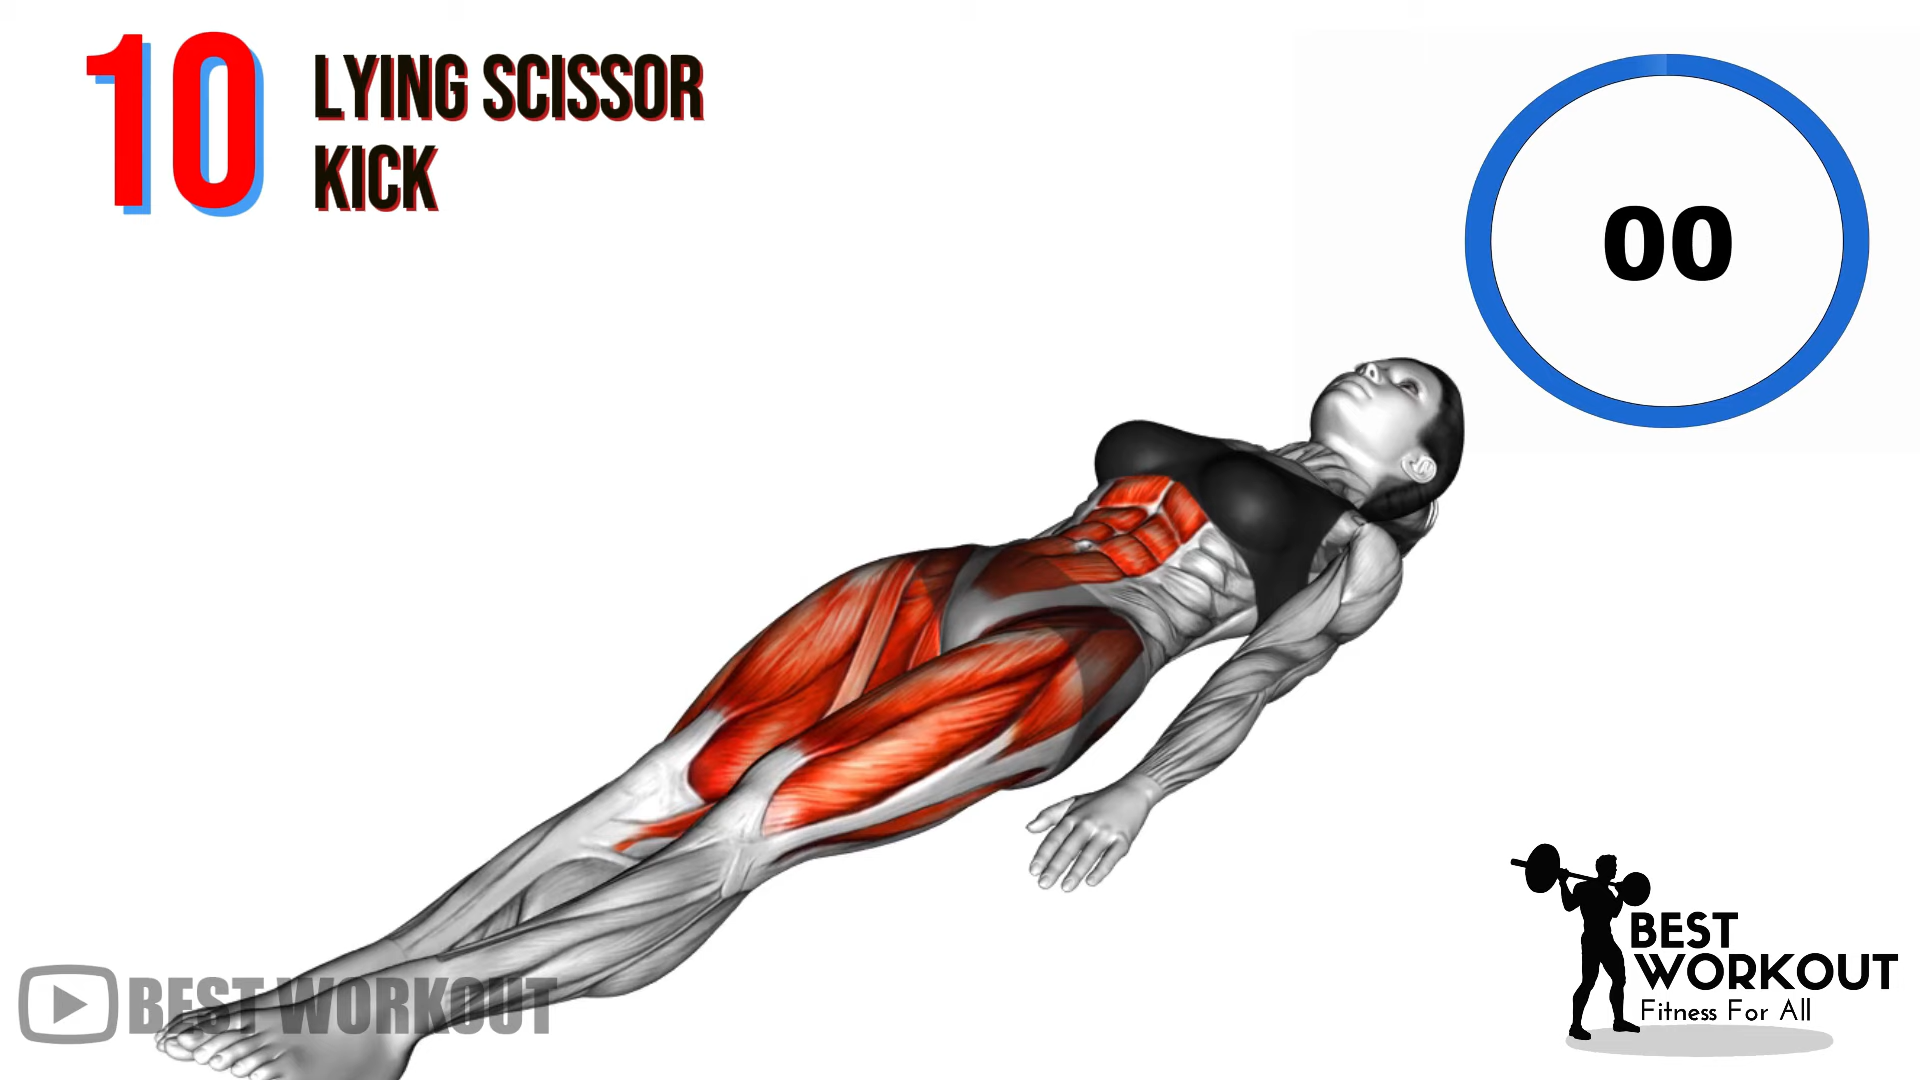 10
LYING SCISSOR
KICK
00
BEST
WORKOUT
Fitness For All
BEST WORKOUT